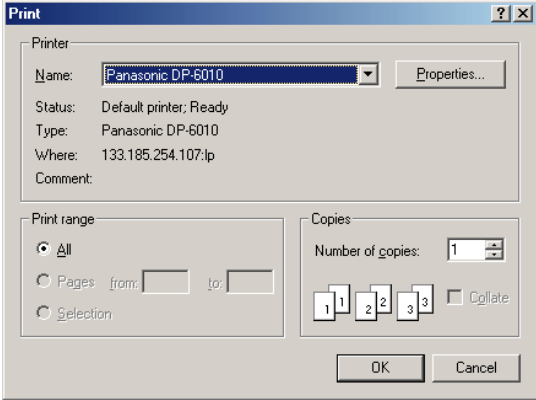 Print
Printer
Name: Panasonic DP-6010 Properties...
Status: Default printer; Ready
Type: Panasonic DP-6010
Where: 133.185.254.107:lp
Comment:
Print range
All
Pages from: to:
Selection
Copies
Number of copies: 1
1 1 2 2 3 3 Collate
OK Cancel